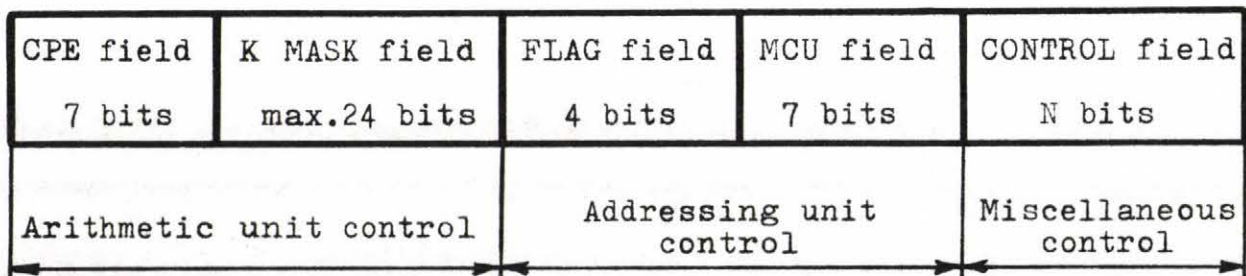 CPE field K MASK field FLAG field MCU field CONTROL field
7 bits max.24 bits 4 bits 7 bits N bits
Arithmetic unit control Addressing unit control Miscellaneous control